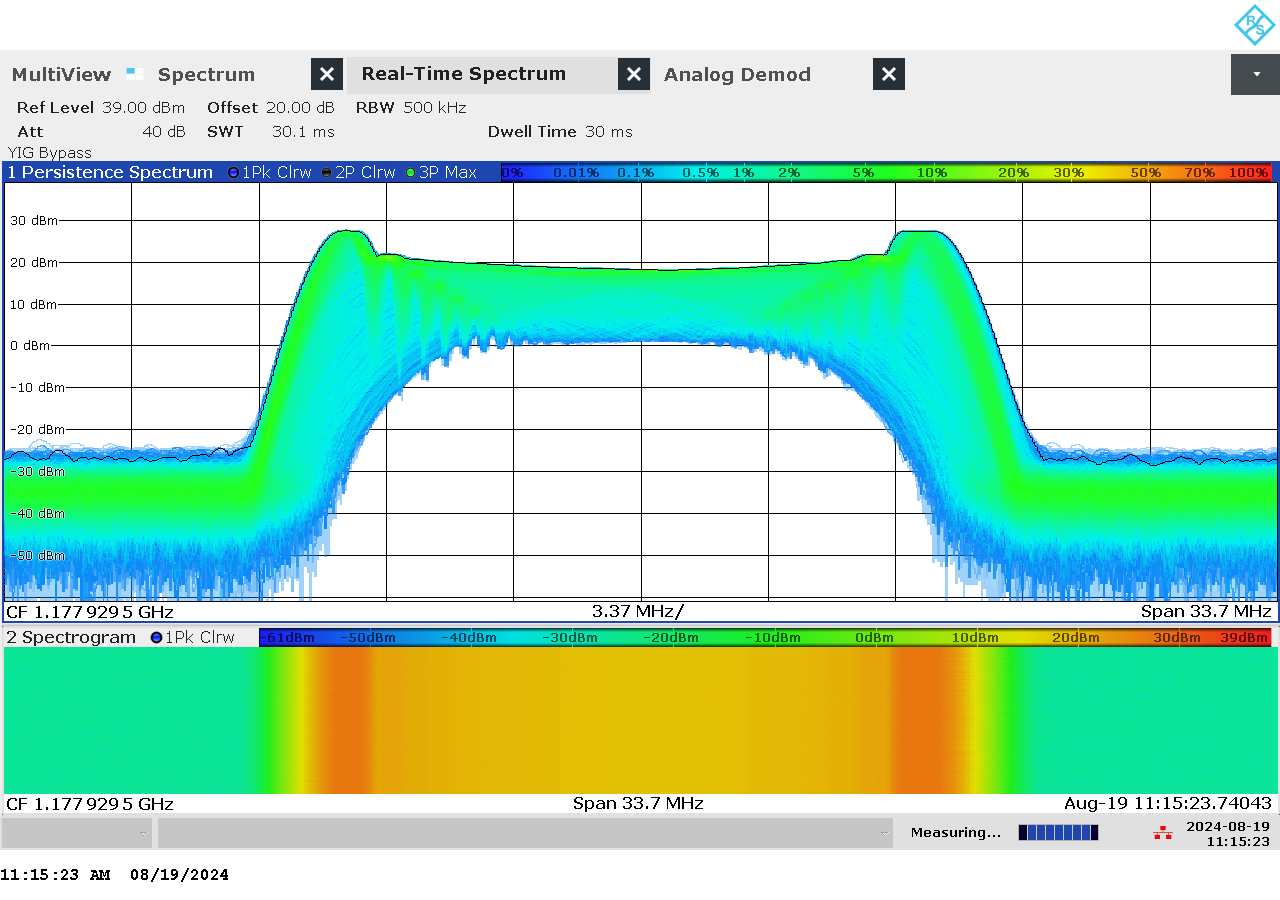 R S
MultiView Spectrum Real-Time Spectrum Analog Demod
Ref Level 39.00 dBm Offset 20.00 dB RBW 500 kHz
Att 40 dB SWT 30.1 ms Dwell Time 30 ms
YIG Bypass
1 Persistence Spectrum 1Pk Clrw 2P Clrw 3P Max 0% 0.01% 0.1% 0.5% 1% 2% 5% 10% 20% 30% 50% 70% 100%
30 dBm
20 dBm
10 dBm
0 dBm
-10 dBm
-20 dBm
-30 dBm
-40 dBm
-50 dBm
CF 1.177 929 5 GHz 3.37 MHz/ Span 33.7 MHz
2 Spectrogram 1Pk Clrw -61dBm -50dBm -40dBm -30dBm -20dBm -10dBm 0dBm 10dBm 20dBm 30dBm 39dBm
CF 1.177 929 5 GHz Span 33.7 MHz Aug-19 11:15:23.74043
Measuring... 2024-08-19
11:15:23
11:15:23 AM 08/19/2024